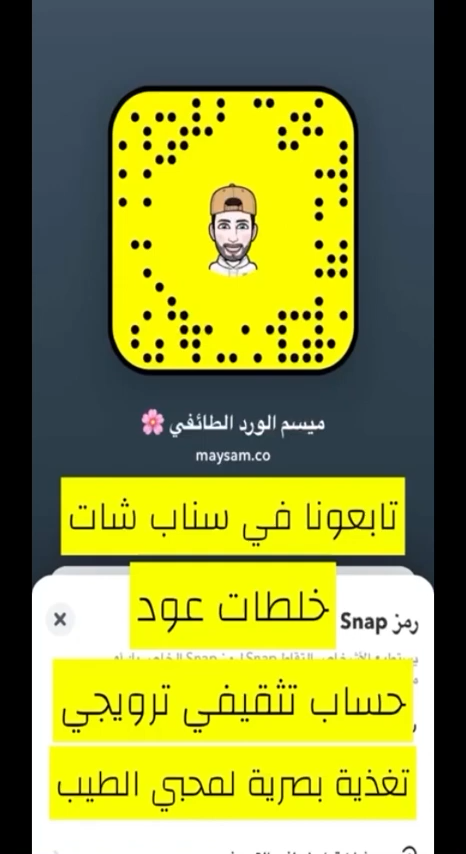 ميسم الورد الطائفي 🌸
maysam.co
تابعونا في سناب شات
خلطات عود
رمز Snap
حساب تثقيفي ترويجي
تغذية بصرية لمحبي الطيب